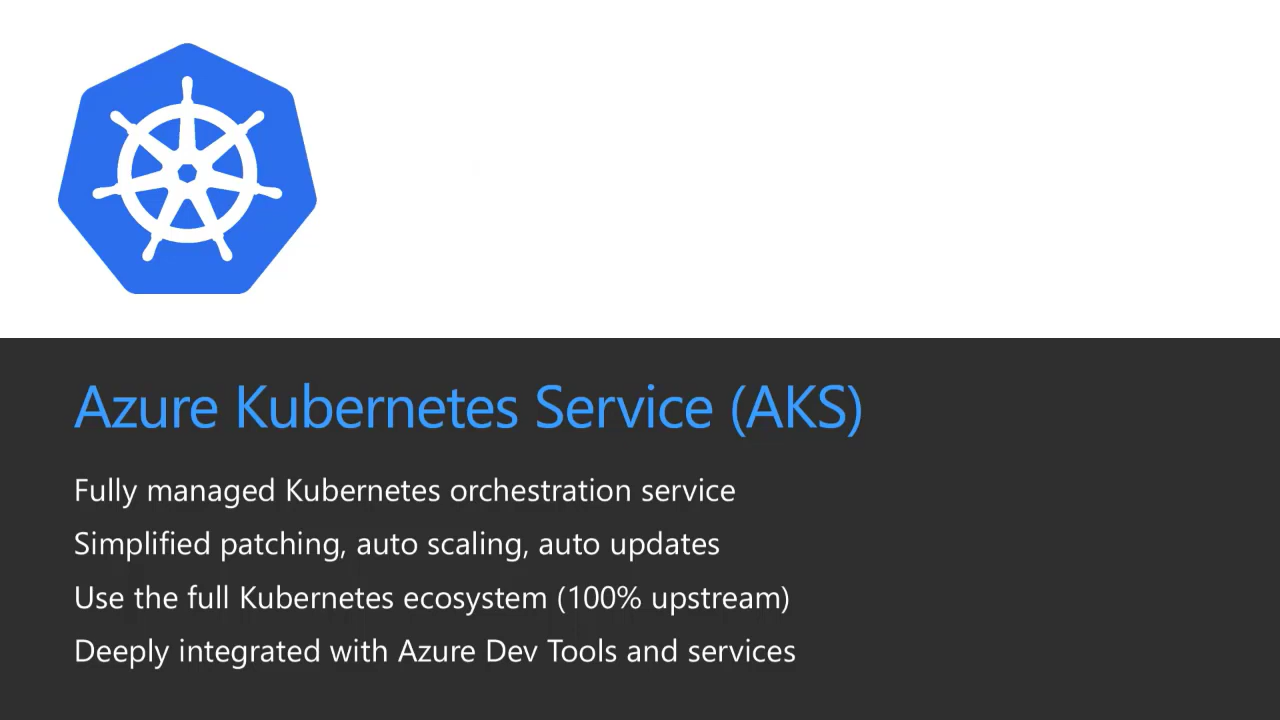 Azure Kubernetes Service (AKS)
Fully managed Kubernetes orchestration service
Simplified patching, auto scaling, auto updates
Use the full Kubernetes ecosystem (100% upstream)
Deeply integrated with Azure Dev Tools and services